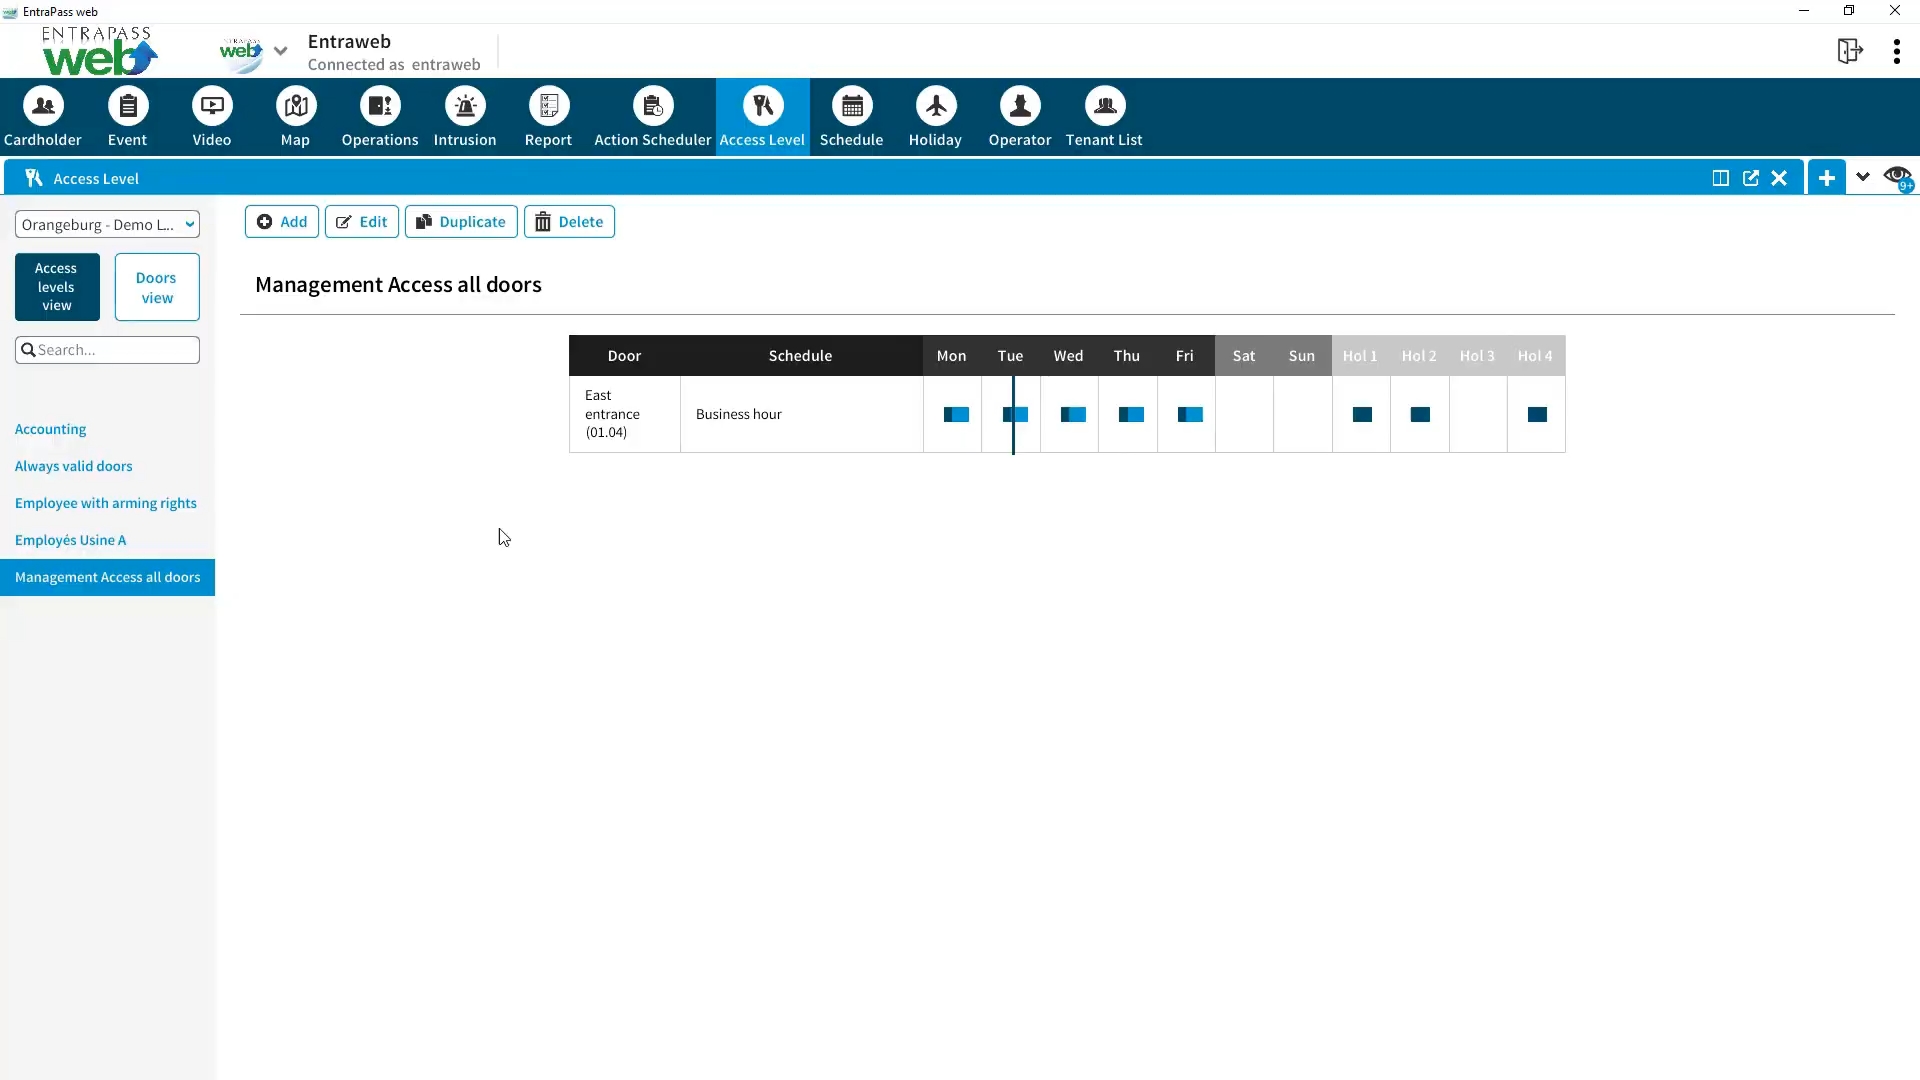 EntraPass web
ENTRAPASS
web
web
Entraweb
Connected as entraweb
Cardholder
Event
Video
Map
Operations
Intrusion
Report
Action Scheduler
Access Level
Schedule
Holiday
Operator
Tenant List
Access Level
9+
Orangeburg - Demo L...
Add
Edit
Duplicate
Delete
Access
levels
view
Doors
view
Search...
Accounting
Always valid doors
Employee with arming rights
Employés Usine A
Management Access all doors
Management Access all doors
Door Schedule Mon Tue Wed Thu Fri Sat Sun Hol 1 Hol 2 Hol 3 Hol 4
East
entrance
(01.04)
Business hour